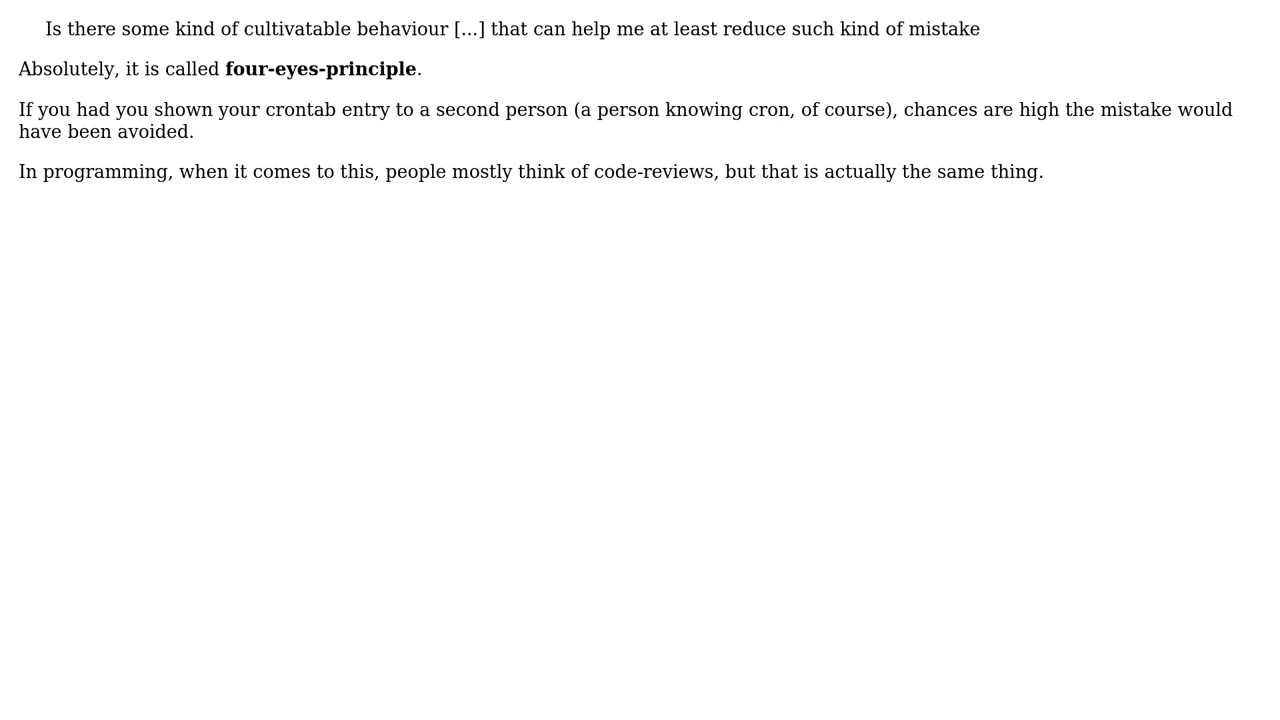 Is there some kind of cultivatable behaviour [...] that can help me at least reduce such kind of mistake
Absolutely, it is called four-eyes-principle.
If you had you shown your crontab entry to a second person (a person knowing cron, of course), chances are high the mistake would
have been avoided.
In programming, when it comes to this, people mostly think of code-reviews, but that is actually the same thing.